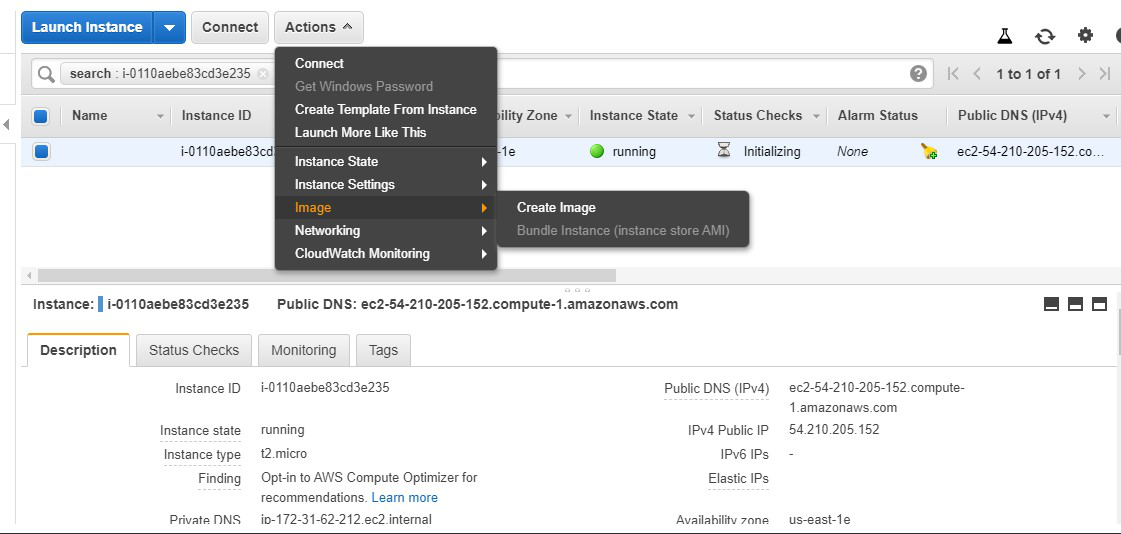 Launch Instance Connect Actions
Connect
search : i-0110aebe83cd3e235 1 to 1 of 1
Get Windows Password
Create Template From Instance
Name Instance ID bility Zone Instance State Status Checks Alarm Status Public DNS (IPv4)
Launch More Like This
i-0110aebe83cd -1e running Initializing None ec2-54-210-205-152.co...
Instance State
Instance Settings
Image Create Image
Networking Bundle Instance (instance store AMI)
CloudWatch Monitoring
Instance: i-0110aebe83cd3e235 Public DNS: ec2-54-210-205-152.compute-1.amazonaws.com
Description Status Checks Monitoring Tags
Instance ID i-0110aebe83cd3e235 Public DNS (IPv4) ec2-54-210-205-152.compute-
1.amazonaws.com
Instance state running IPv4 Public IP 54.210.205.152
Instance type t2.micro IPv6 IPs -
Finding Opt-in to AWS Compute Optimizer for Elastic IPs
recommendations. Learn more
Private DNS ip-172-31-62-212.ec2.internal Availability zone us-east-1e